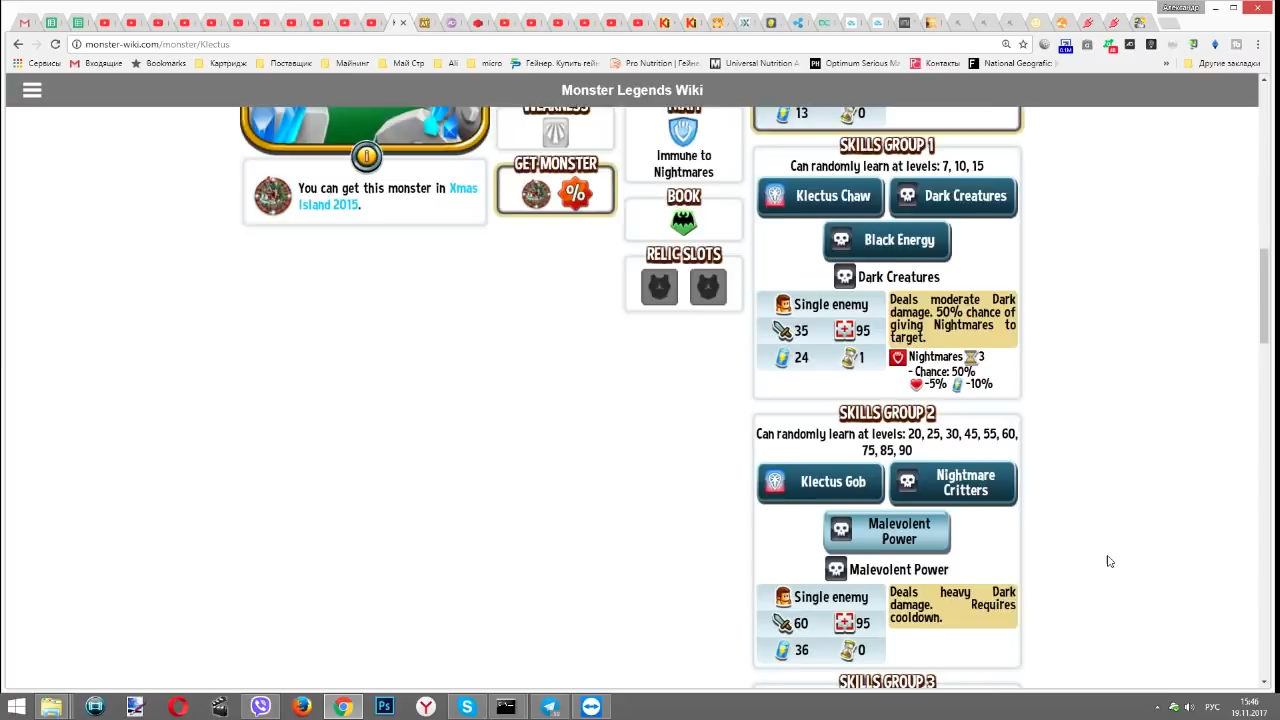 Александр
monster-wiki.com/monster/Klectus
Сервисы
Входящие
Bookmarks
Картридж
Поставщик
Майнинг
Май Стр
Ali
micro
Гейнер. Купить гейн
Pro Nutrition | Гейне
Universal Nutrition
Optimum Serious Ma
Контакты
National Geographic
»
Другие закладки
Monster Legends Wiki
WEAKNESS
13
0
Immune to
Nightmares
You can get this monster in Xmas
Island 2015.
GET MONSTER
%
BOOK
RELIC SLOTS
SKILLS GROUP 1
Can randomly learn at levels: 7, 10, 15
Klectus Chaw
Dark Creatures
Black Energy
Dark Creatures
Single enemy
35
95
24
1
Deals moderate Dark
damage. 50% chance of
giving Nightmares to
target.
Nightmares 3
- Chance: 50%
-5% -10%
SKILLS GROUP 2
Can randomly learn at levels: 20, 25, 30, 45, 55, 60,
75, 85, 90
Klectus Gob
Nightmare
Critters
Malevolent
Power
Malevolent Power
Single enemy
60
95
36
0
Deals heavy Dark
damage. Requires
cooldown.
SKILLS GROUP 3
РУС
15:46
19.11.2017